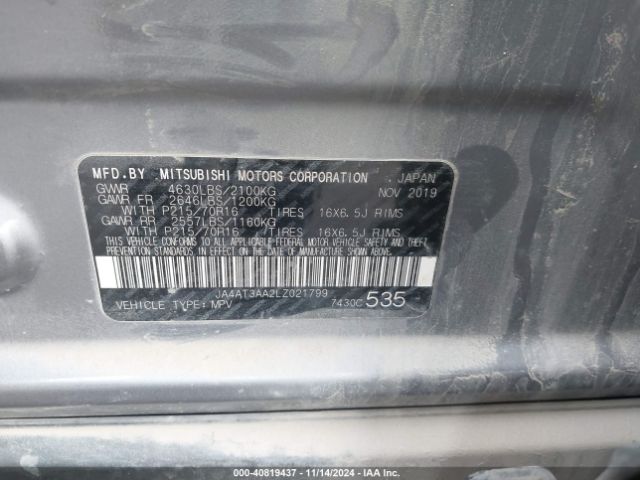 MFD.BY MITSUBISHI MOTORS CORPORATION JAPAN
GVWR 4630LBS/2100KG NOV 2019
GAWR FR 2646LBS/1200KG
WITH P215/70R16 TIRES 16X6.5J RIMS
GAWR RR 2557LBS/1160KG
WITH P215/70R16 TIRES 16X6.5J RIMS
THIS VEHICLE CONFORMS TO ALL APPLICABLE FEDERAL MOTOR VEHICLE SAFETY AND
THEFT PREVENTION STANDARDS IN EFFECT ON THE DATE OF MANUFACTURE SHOWN ABOVE.
JA4AT3AA2LZ021799
VEHICLE TYPE: MPV 7430C 535
000-40819437 - 11/14/2024 - IAA Inc.